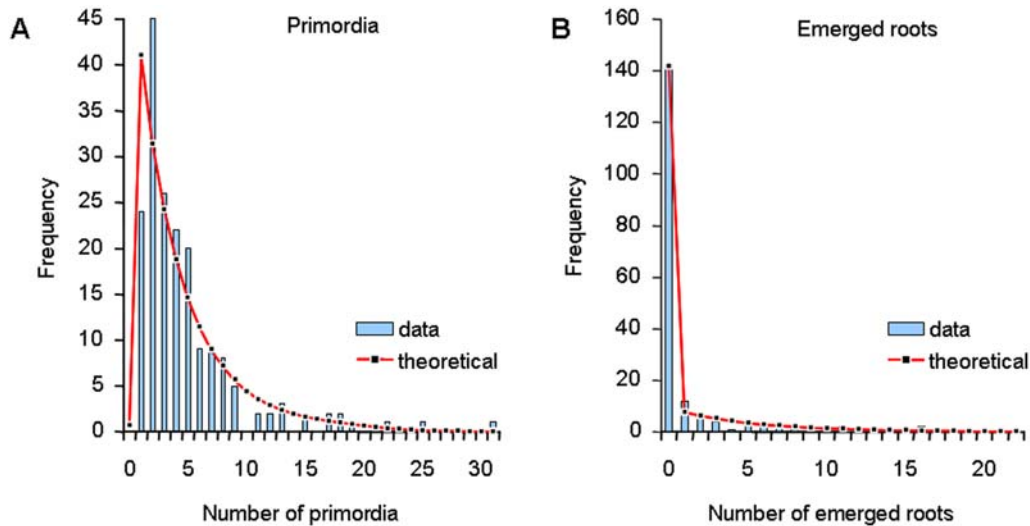 A
Primordia
45
40
35
30
25
20
15
10
5
0
Frequency
data
theoretical
0 5 10 15 20 25 30
Number of primordia
B
Emerged roots
160
140
120
100
80
60
40
20
0
Frequency
data
theoretical
0 5 10 15 20
Number of emerged roots